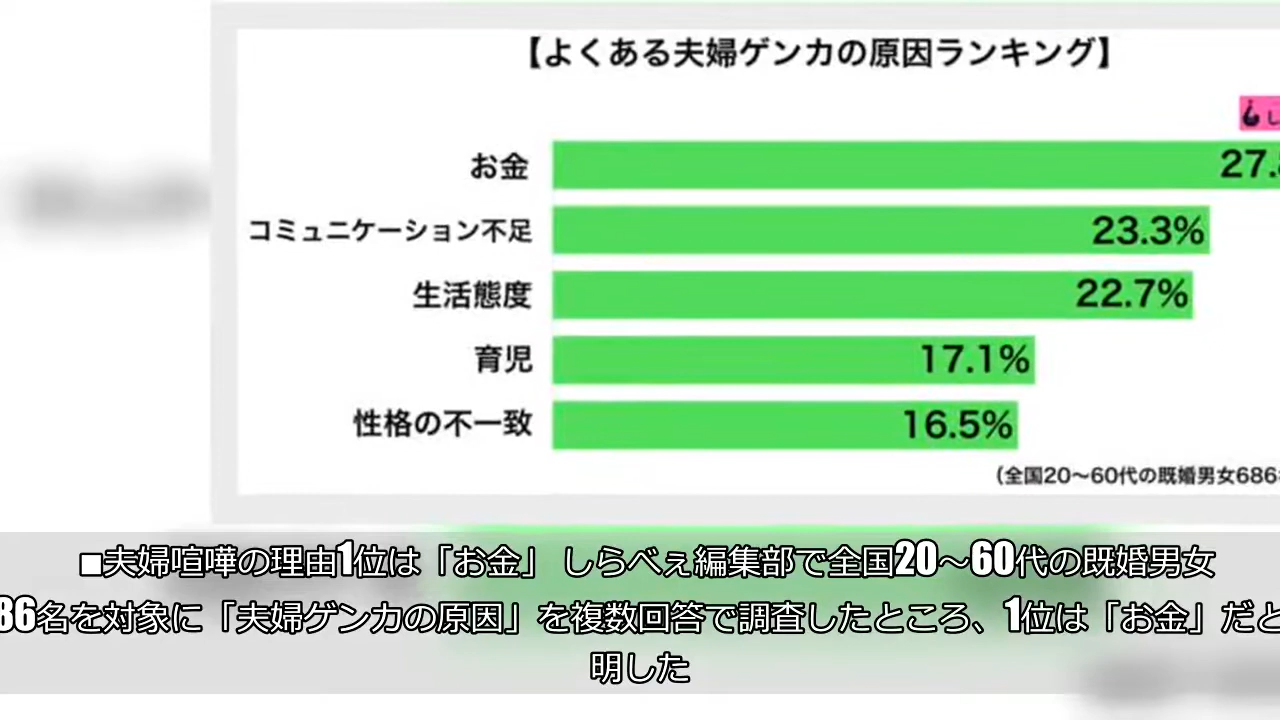 【よくある夫婦ゲンカの原因ランキング】
し
お金 27.
コミュニケーション不足 23.3%
生活態度 22.7%
育児 17.1%
性格の不一致 16.5%
(全国20〜60代の既婚男女686
■夫婦喧嘩の理由1位は「お金」 しらべぇ編集部で全国20〜60代の既婚男女
86名を対象に「夫婦ゲンカの原因」を複数回答で調査したところ、1位は「お金」だと
明した